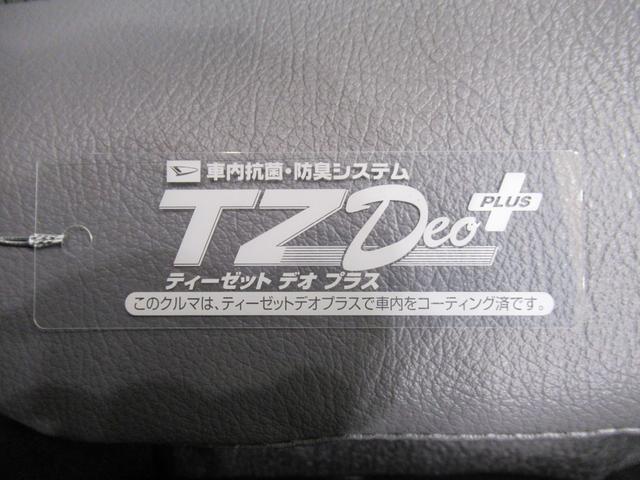 車内抗菌・防臭システム
TZ Deo PLUS
ティーゼット デオ プラス
このクルマは、ティーゼットデオプラスで車内をコーティング済です。